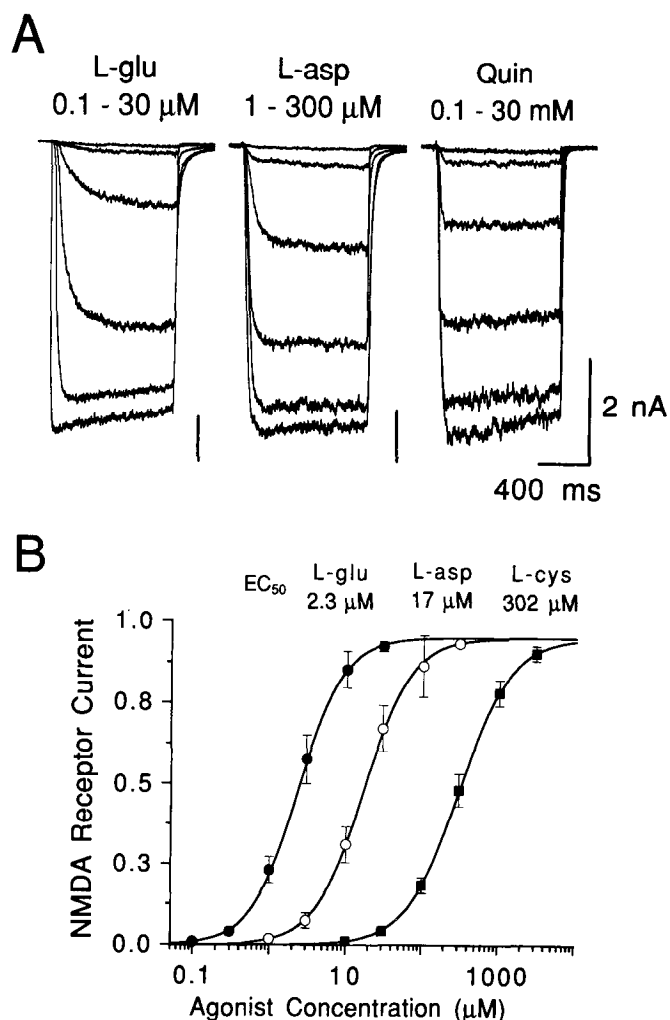 A
L-glu L-asp Quin
0.1 - 30 μM 1 - 300 μM 0.1 - 30 mM
2 nA
400 ms
B
EC50 L-glu L-asp L-cys
2.3 μM 17 μM 302 μM
1.0
0.8
0.5
0.3
0.0
NMDA Receptor Current
0.1 10 1000
Agonist Concentration (μM)